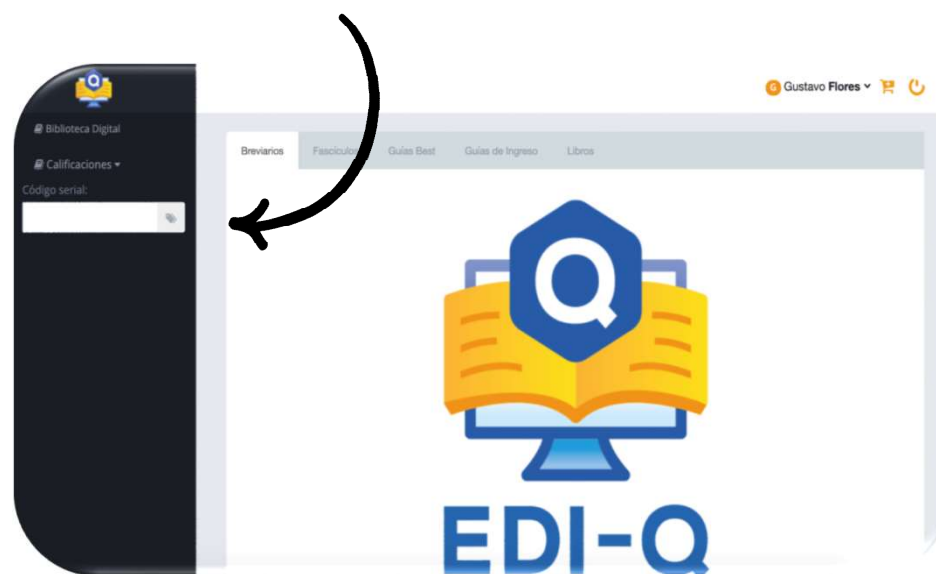 Q
Gustavo Flores
Biblioteca Digital
Calificaciones
Código serial:
Breviarios Fascículos Guías Best Guías de Ingreso Libros
Q
EDI-Q